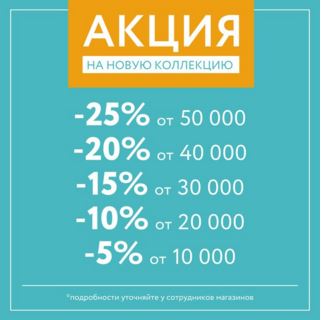 АКЦИЯ
НА НОВУЮ КОЛЛЕКЦИЮ
-25% от 50 000
-20% от 40 000
-15% от 30 000
-10% от 20 000
-5% от 10 000
*подробности уточняйте у сотрудников магазинов